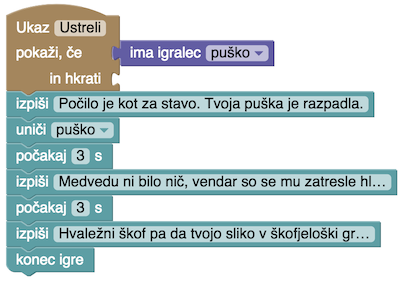 Ukaz Ustreli
pokaži, če ima igralec puško
in hkrati
izpiši Počilo je kot za stavo. Tvoja puška je razpadla.
uniči puško
počakaj 3 s
izpiši Medvedu ni bilo nič, vendar so se mu zatresle hl…
počakaj 3 s
izpiši Hvaležni škof pa da tvojo sliko v škofjeloški gr…
konec igre